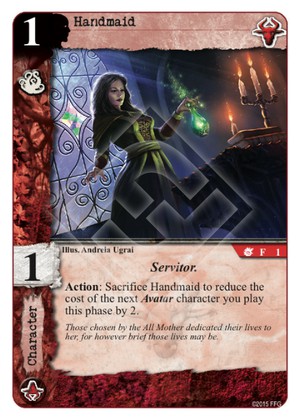 1
Handmaid
Illus. Andreia Ugrai
F 1
1
Servitor.
Action: Sacrifice Handmaid to reduce the
cost of the next Avatar character you play
this phase by 2.
Those chosen by the All Mother dedicated their lives to
her, for however brief those lives may be.
Character
©2015 FFG